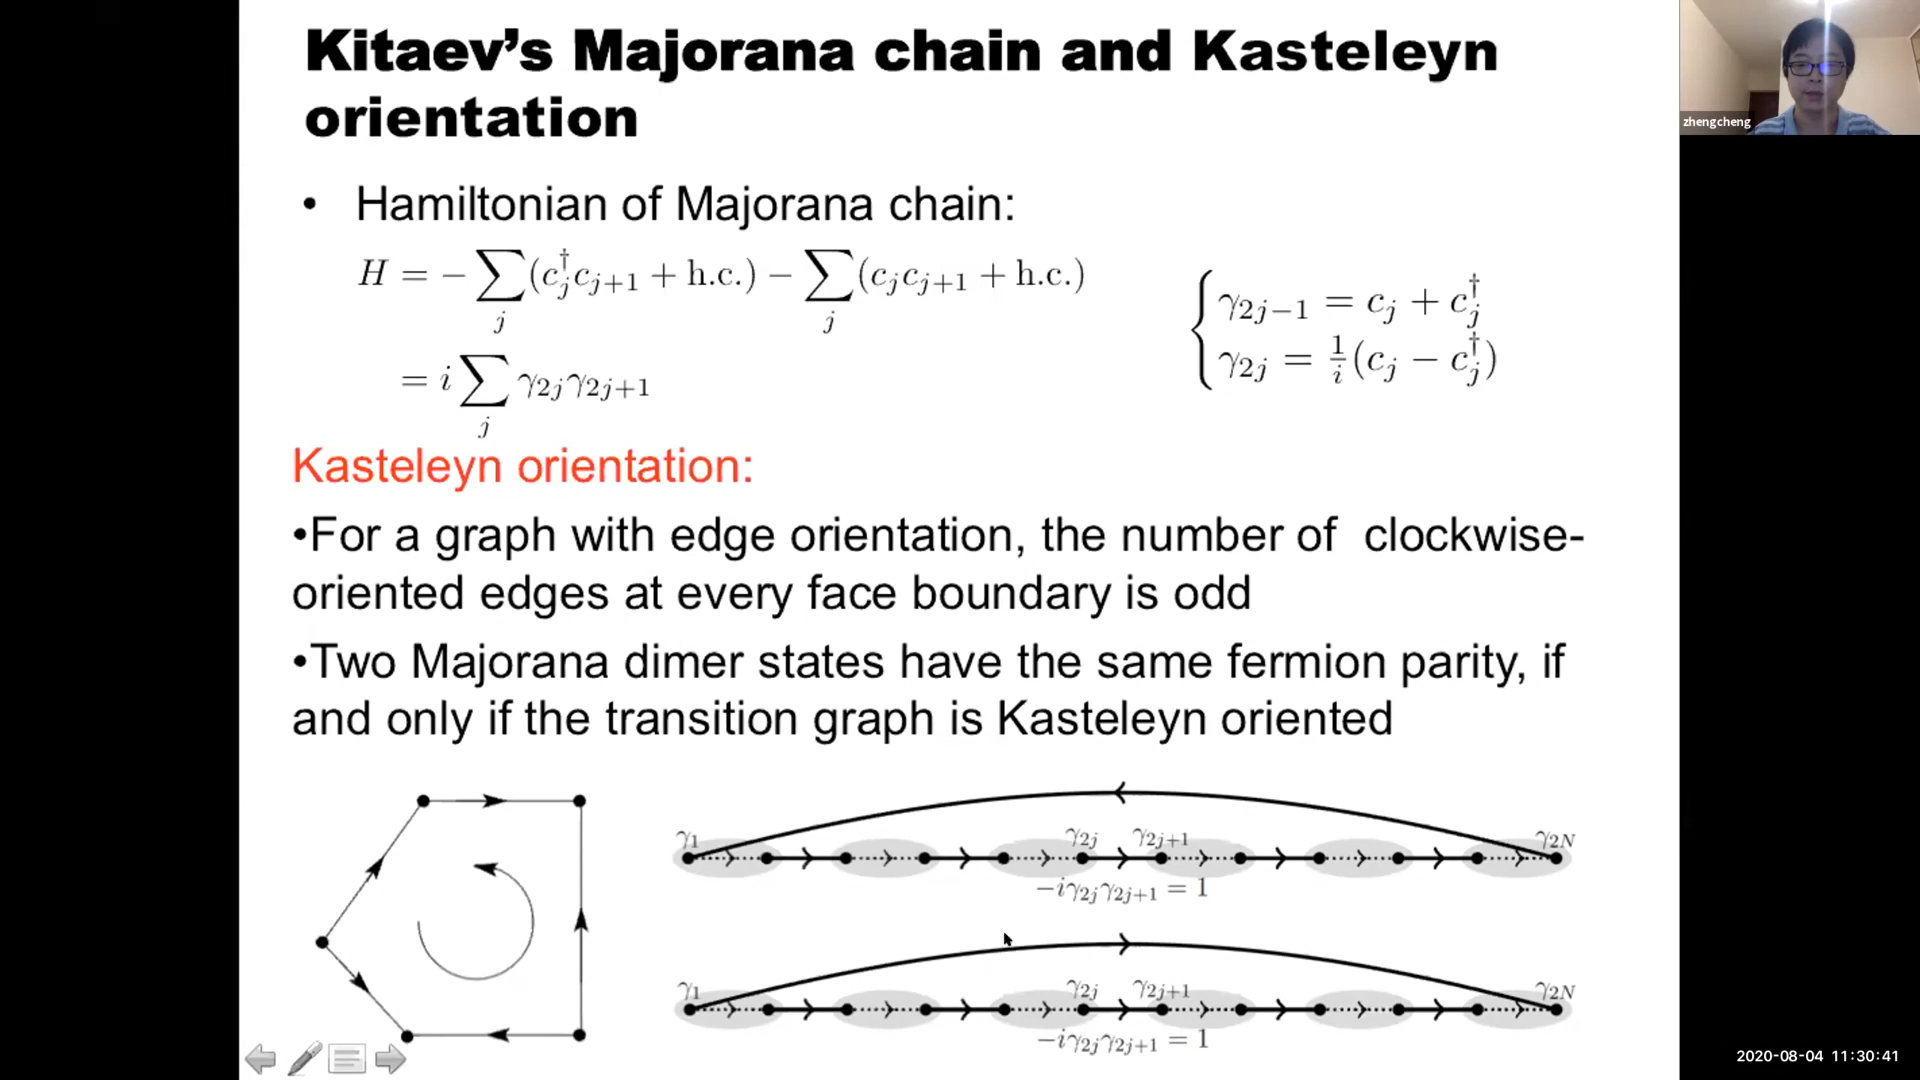 Kitaev's Majorana chain and Kasteleyn
orientation
zhengcheng
• Hamiltonian of Majorana chain:
H = − ∑_j (c_j^† c_{j+1} + h.c.) − ∑_j (c_j c_{j+1} + h.c.)
= i ∑_j γ_{2j} γ_{2j+1}
{ γ_{2j−1} = c_j + c_j^†
γ_{2j} = 1/i (c_j − c_j^†)
Kasteleyn orientation:
•For a graph with edge orientation, the number of clockwise-
oriented edges at every face boundary is odd
•Two Majorana dimer states have the same fermion parity, if
and only if the transition graph is Kasteleyn oriented
γ_1 γ_{2j} γ_{2j+1} γ_{2N}
−iγ_{2j}γ_{2j+1} = 1
γ_1 γ_{2j} γ_{2j+1} γ_{2N}
−iγ_{2j}γ_{2j+1} = 1
2020-08-04 11:30:41